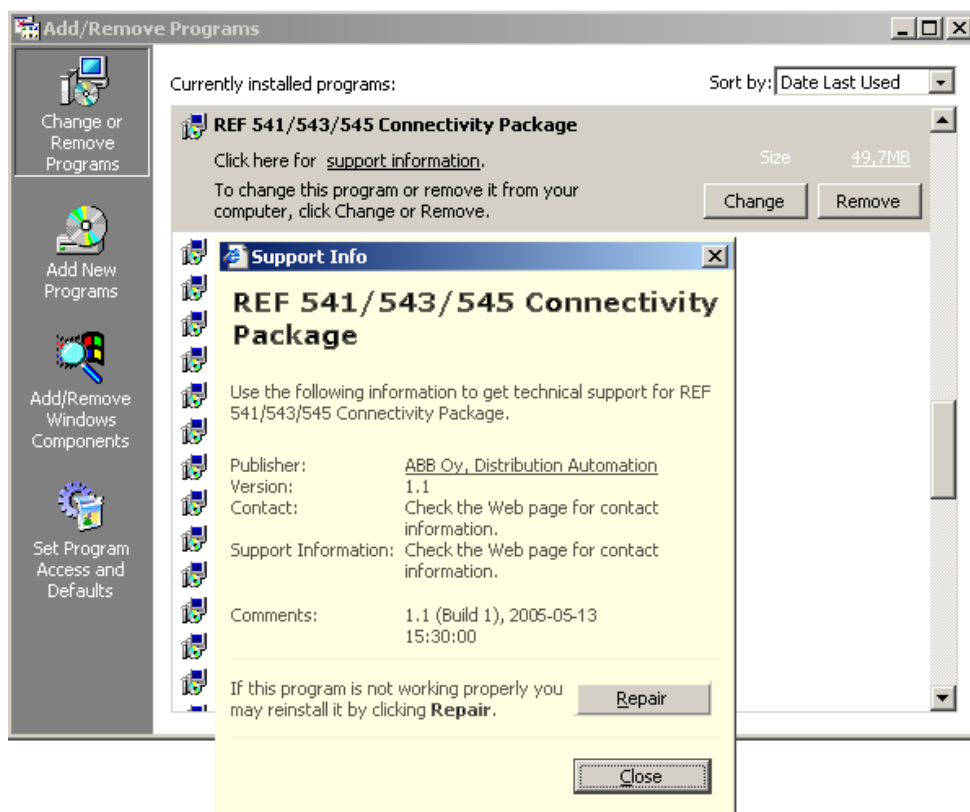 Add/Remove Programs
Change or
Remove
Programs
Add New
Programs
Add/Remove
Windows
Components
Set Program
Access and
Defaults
Currently installed programs:
Sort by: Date Last Used
REF 541/543/545 Connectivity Package
Click here for support information.
Size 49,7MB
To change this program or remove it from your
computer, click Change or Remove.
Change Remove
Support Info
REF 541/543/545 Connectivity
Package
Use the following information to get technical support for REF
541/543/545 Connectivity Package.
Publisher: ABB Oy, Distribution Automation
Version: 1.1
Contact: Check the Web page for contact
information.
Support Information: Check the Web page for contact
information.
Comments: 1.1 (Build 1), 2005-05-13
15:30:00
If this program is not working properly you
may reinstall it by clicking Repair.
Repair
Close